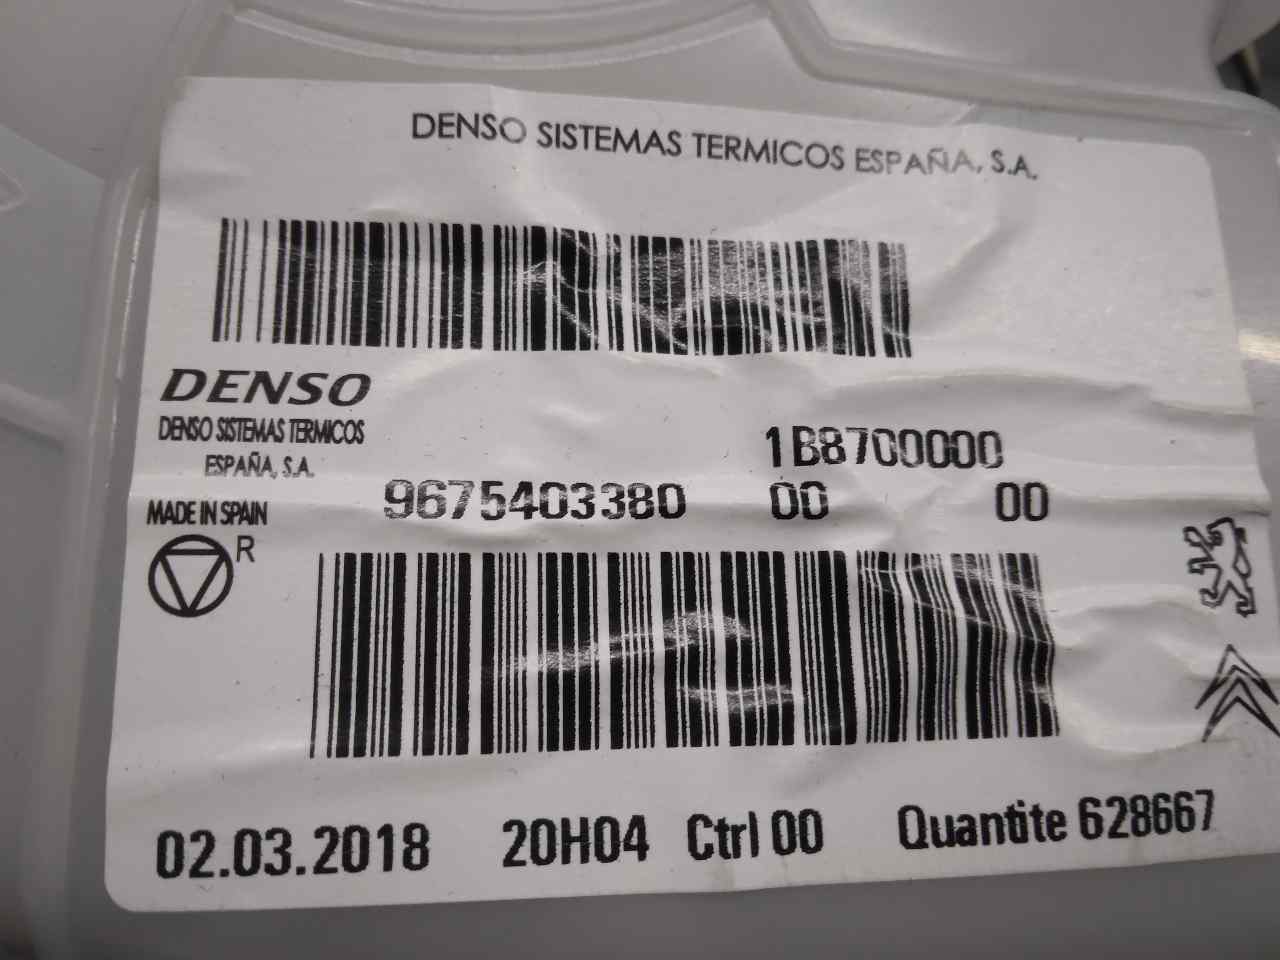 DENSO SISTEMAS TERMICOS ESPAÑA, S.A.
DENSO
DENSO SISTEMAS TERMICOS
ESPAÑA, S.A.
1B8700000
9675403380 00 00
MADE IN SPAIN
R
02.03.2018 20H04 Ctrl 00 Quantite 628667